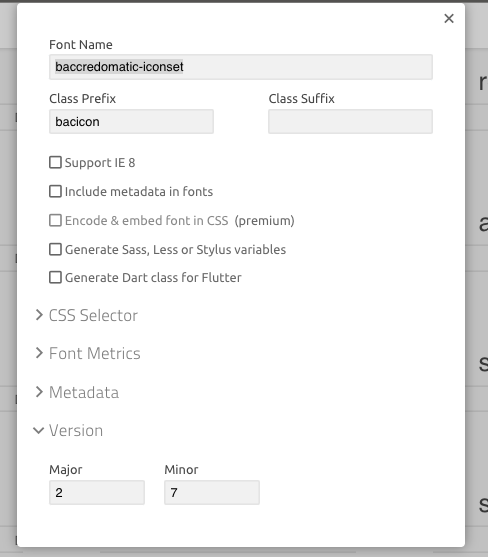 Font Name
baccredomatic-iconset
Class Prefix
Class Suffix
bacicon
Support IE 8
Include metadata in fonts
Encode & embed font in CSS (premium)
Generate Sass, Less or Stylus variables
Generate Dart class for Flutter
CSS Selector
Font Metrics
Metadata
Version
Major
Minor
2
7